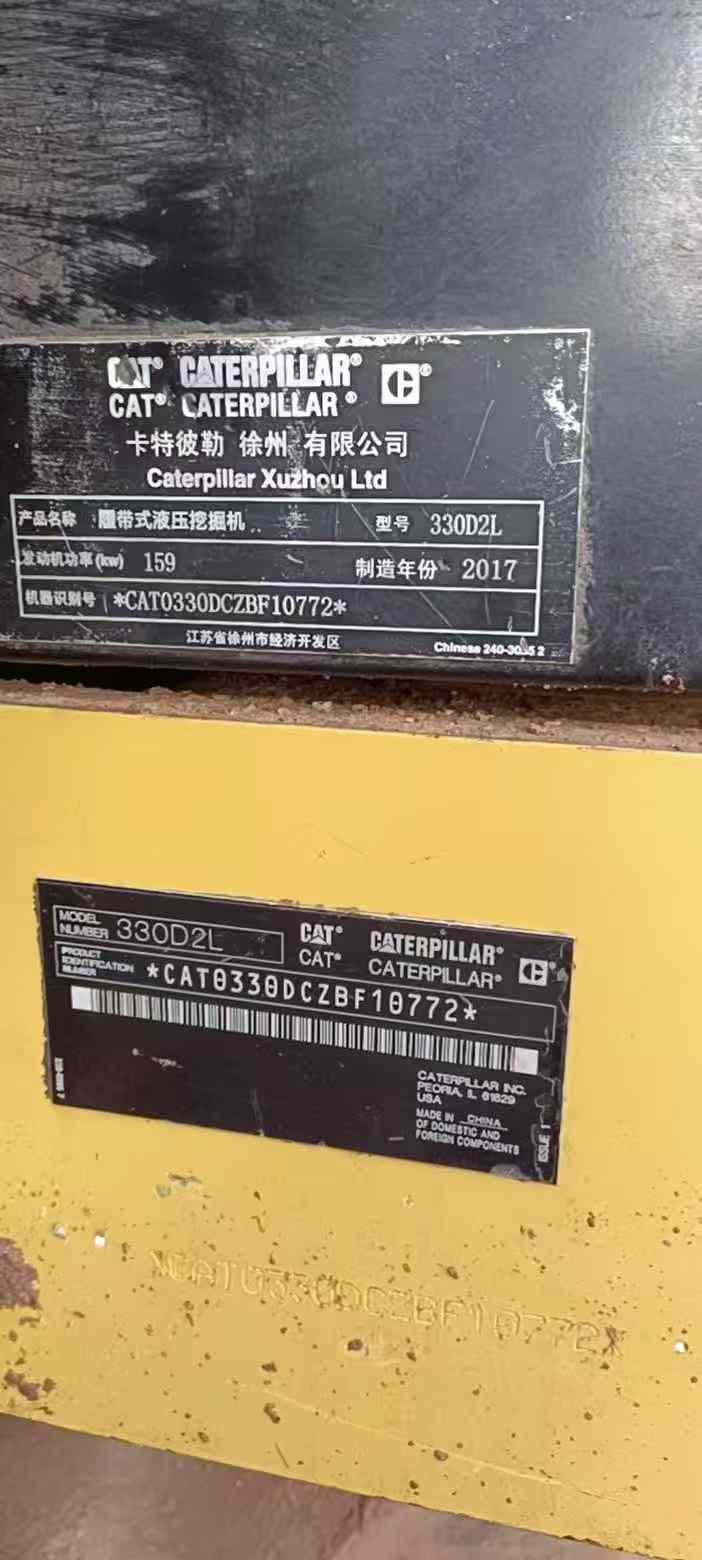 CAT® CATERPILLAR®
CAT® CATERPILLAR®
卡特彼勒 徐州 有限公司
Caterpillar Xuzhou Ltd
产品名称 履带式液压挖掘机 型号 330D2L
发动机功率(kw) 159 制造年份 2017
机器识别号 *CAT0330DCZBF10772*
江苏省徐州市经济开发区
Chinese
MODEL NUMBER 330D2L
CAT® CATERPILLAR®
CAT® CATERPILLAR®
PRODUCT IDENTIFICATION NUMBER *CAT0330DCZBF10772*
CATERPILLAR INC.
PEORIA, IL 61629
USA
MADE IN CHINA
OF DOMESTIC AND
FOREIGN COMPONENTS
ISSUE 1
*CAT0330DCZBF10772*